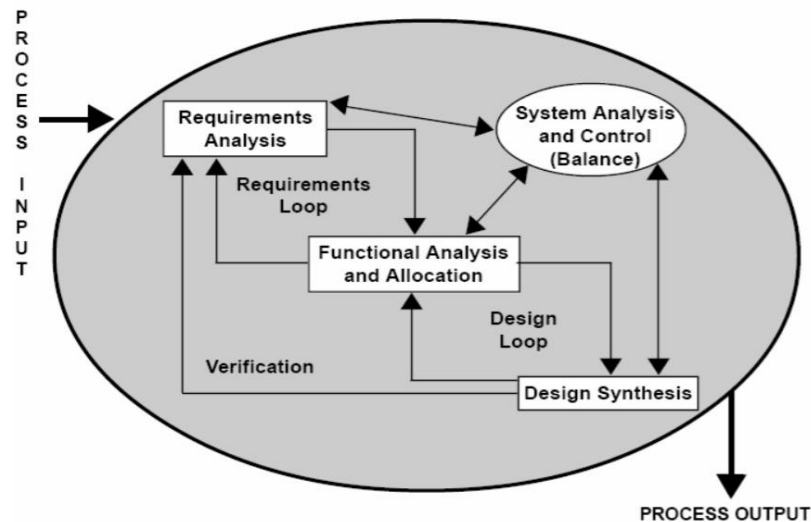 PROCESS INPUT
Requirements
Analysis
System Analysis
and Control
(Balance)
Requirements
Loop
Functional Analysis
and Allocation
Design
Loop
Verification
Design Synthesis
PROCESS OUTPUT